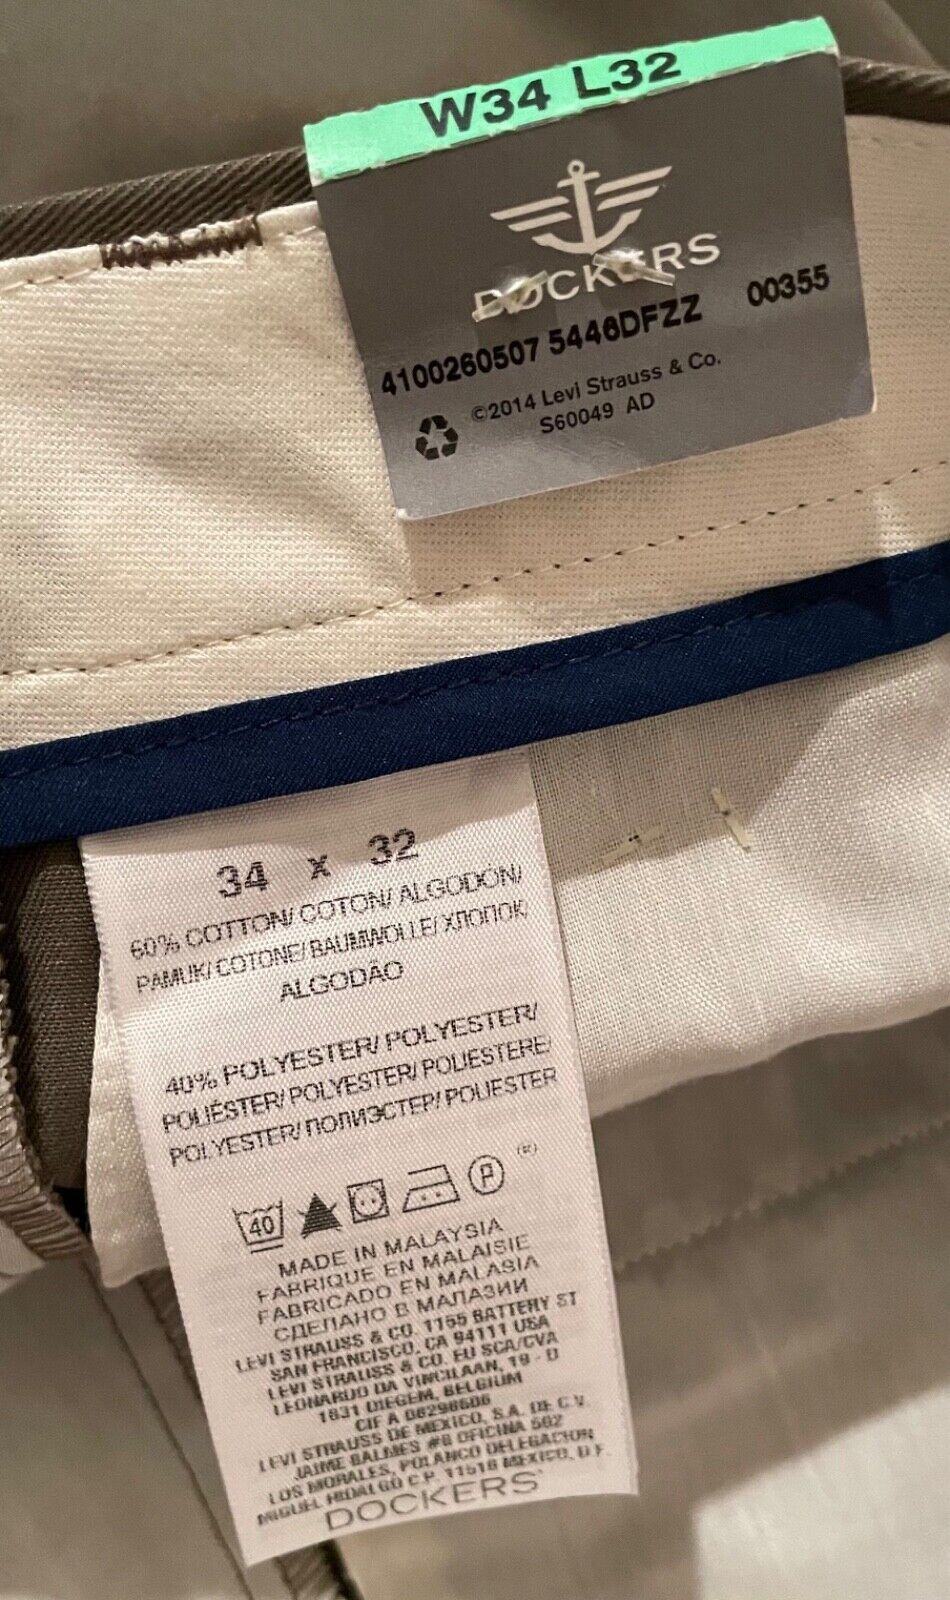 W34 L32
DOCKERS
4100260507 5446DFZZ 00355
©2014 Levi Strauss & Co.
S60049 AD
34 x 32
60% COTTON/ COTON/ ALGODÓN/
PAMUK/ COTONE/ BAUMWOLLE/ ХЛОПОК/
ALGODÃO
40% POLYESTER/ POLYESTER/
POLIÉSTER/ POLYESTER/ POLIESTERE/
POLYESTER/ ПОЛИЭСТЕР/ POLIESTER
40 P
MADE IN MALAYSIA
FABRIQUE EN MALAISIE
FABRICADO EN MALASIA
СДЕЛАНО В МАЛАЗИИ
LEVI STRAUSS & CO. 1155 BATTERY ST
SAN FRANCISCO, CA 94111 USA
LEVI STRAUSS & CO. EU SCA/CVA
LEONARDO DA VINCILAAN, 19 - D
1831 DIEGEM, BELGIUM
CIF A 08298606
LEVI STRAUSS DE MEXICO, S.A. DE C.V.
JAIME BALMES #8 OFICINA 502
LOS MORALES, POLANCO DELEGACION
MIGUEL HIDALGO C.P. 11510 MEXICO, D.F.
DOCKERS